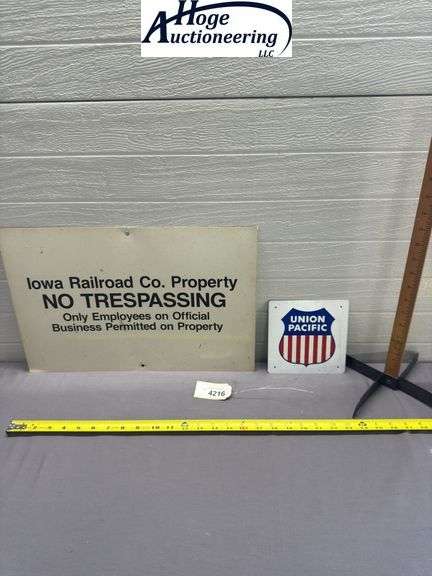 Hoge
Auctioneering
LLC
Iowa Railroad Co. Property
NO TRESPASSING
Only Employees on Official
Business Permitted on Property
UNION
PACIFIC
4216